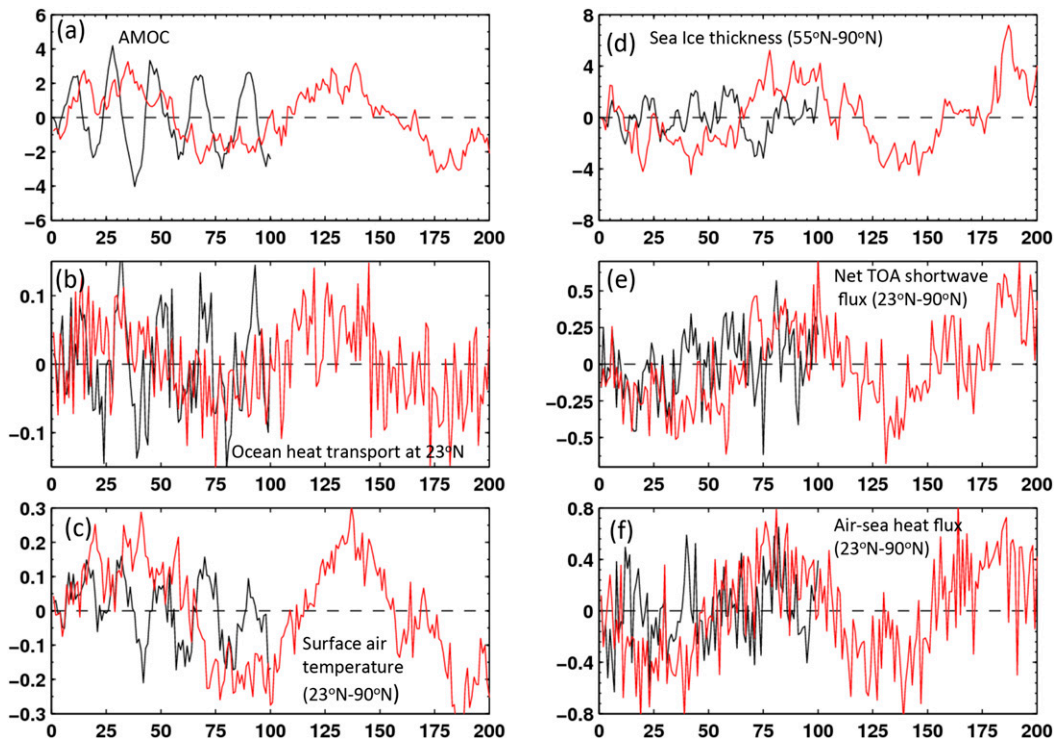 (a)
AMOC
6
4
2
0
−2
−4
−6
0 25 50 75 100 125 150 175 200
(d)
Sea Ice thickness (55°N-90°N)
8
4
0
−4
−8
0 25 50 75 100 125 150 175 200
(b)
0.1
0
−0.1
Ocean heat transport at 23°N
0 25 50 75 100 125 150 175 200
(e)
Net TOA shortwave
flux (23°N-90°N)
0.5
0.25
0
−0.25
−0.5
0 25 50 75 100 125 150 175 200
(c)
0.3
0.2
0.1
0
−0.1
−0.2
−0.3
Surface air
temperature
(23°N-90°N)
0 25 50 75 100 125 150 175 200
(f)
Air-sea heat flux
(23°N-90°N)
0.8
0.4
0
−0.4
−0.8
0 25 50 75 100 125 150 175 200